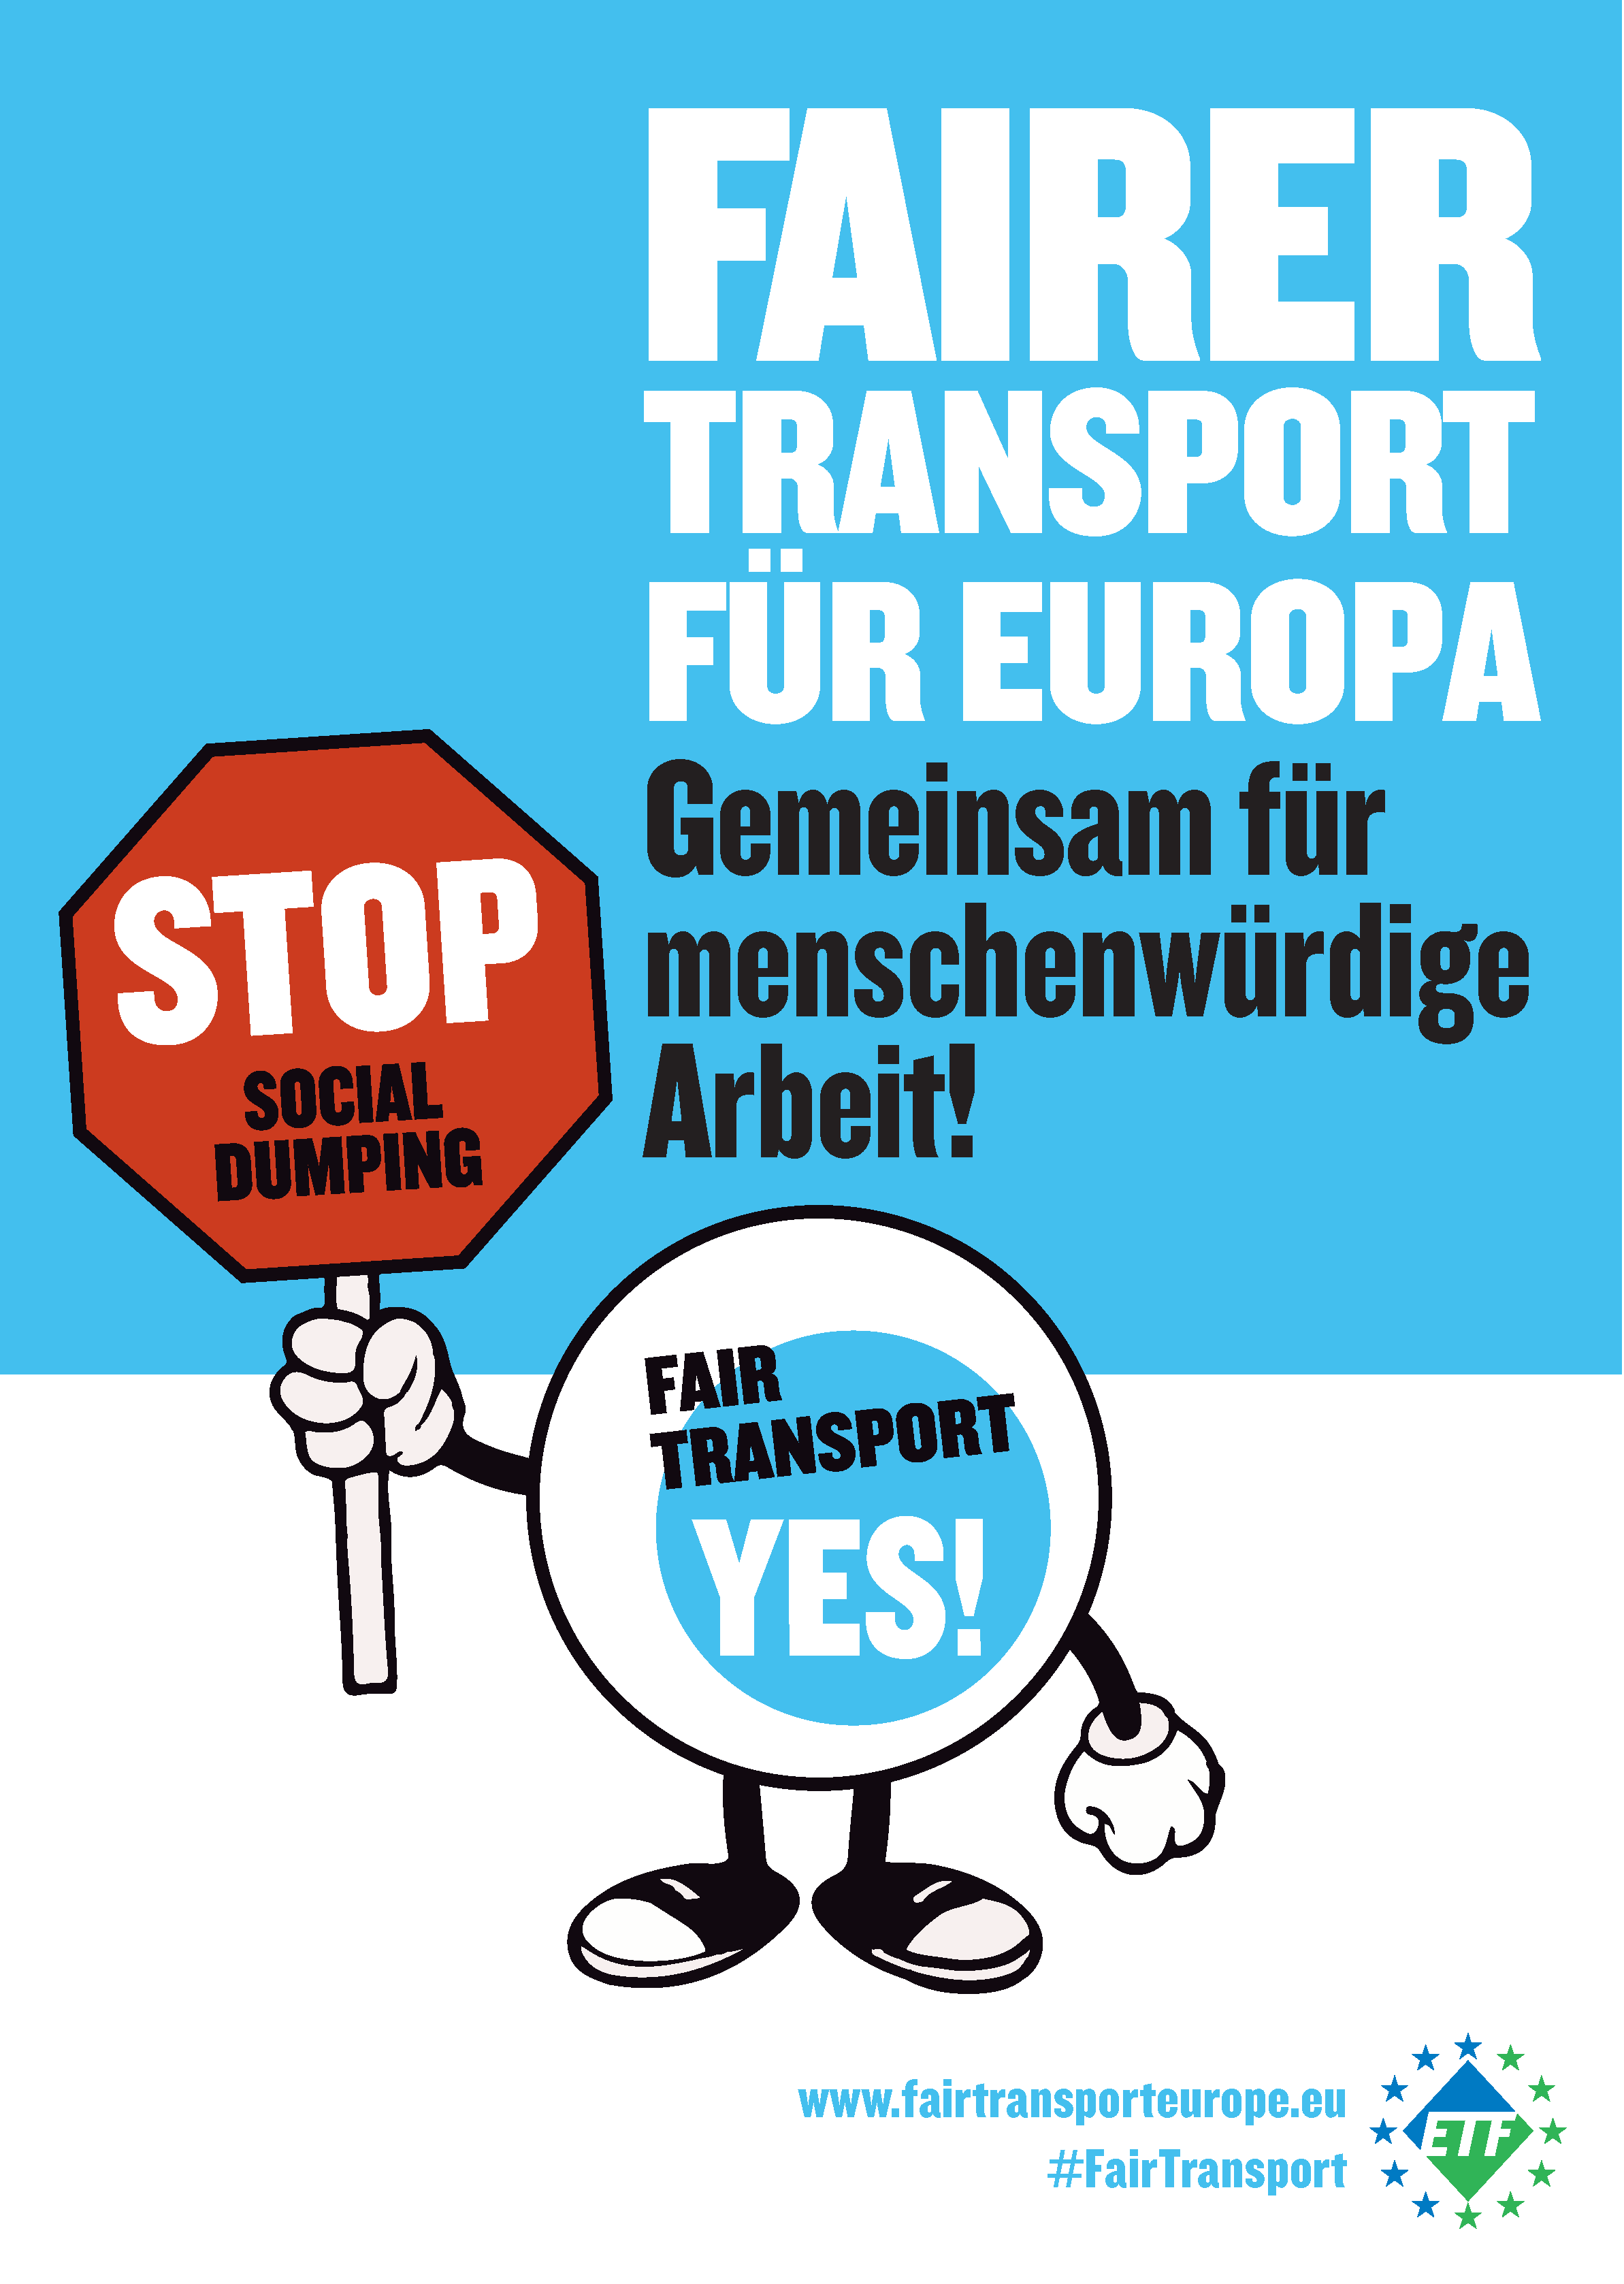 FAIRER
TRANSPORT
FÜR EUROPA
Gemeinsam für
menschenwürdige
Arbeit!
STOP
SOCIAL
DUMPING
FAIR
TRANSPORT
YES!
www.fairtransporteurope.eu
#FairTransport
ETF